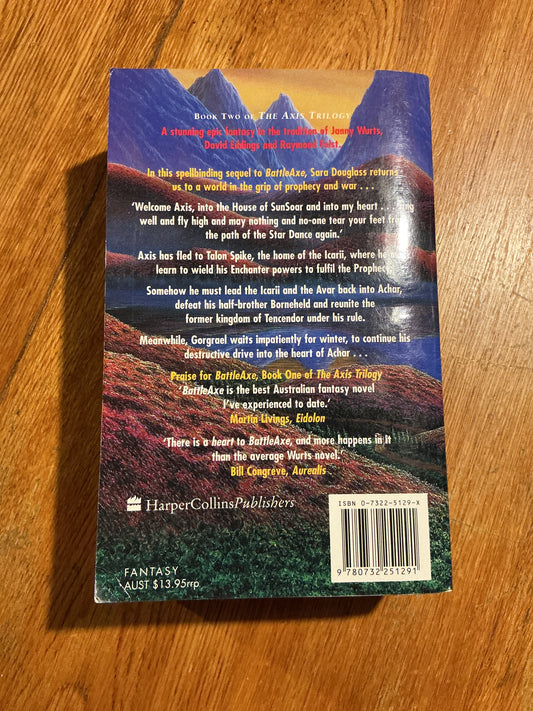 BOOK TWO OF THE AXIS TRILOGY
A stunning epic fantasy in the tradition of Janny Wurts,
David Eddings and Raymond Feist.
In this spellbinding sequel to BattleAxe, Sara Douglass returns
us to a world in the grip of prophecy and war . . .
'Welcome Axis, into the House of SunSoar and into my heart . . .
well and fly high and may nothing and no-one tear your feet from
the path of the Star Dance again.'
Axis has fled to Talon Spike, the home of the Icarii, where he
learn to wield his Enchanter powers to fulfil the Prophecy.
Somehow he must lead the Icarii and the Avar back into Achar,
defeat his half-brother Borneheld and reunite the
former kingdom of Tencendor under his rule.
Meanwhile, Gorgrael waits impatiently for winter, to continue his
destructive drive into the heart of Achar . . .
Praise for BattleAxe, Book One of The Axis Trilogy
'BattleAxe is the best Australian fantasy novel
I've experienced to date.'
Martin Livings, Eidolon
'There is a heart to BattleAxe, and more happens in it
than the average Wurts novel.'
Bill Congreve, Aurealis
HarperCollinsPublishers
ISBN 0-7322-5129-X
9 780732 251291
FANTASY
AUST $13.95rrp